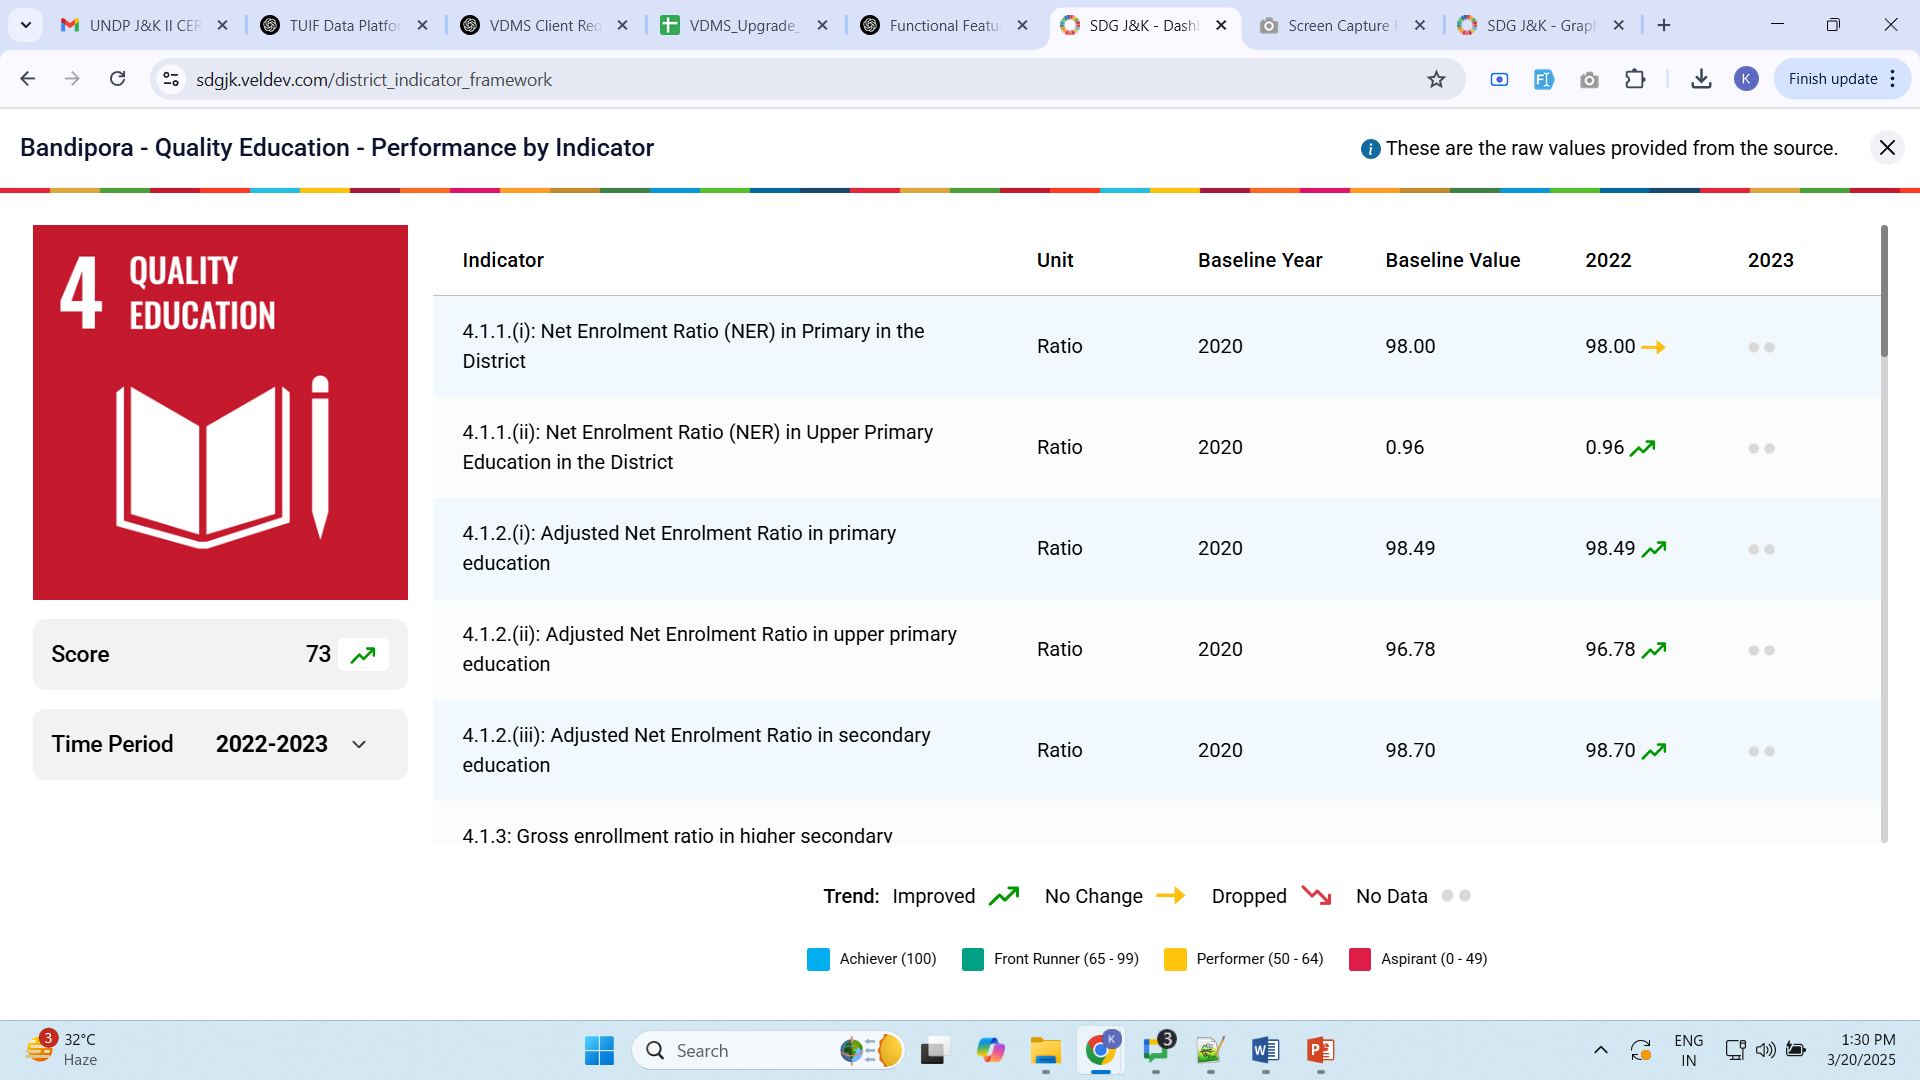 UNDP J&K II CER
TUIF Data Platfor
VDMS Client Req
VDMS_Upgrade_
Functional Featu
SDG J&K - Dash
Screen Capture
SDG J&K - Grap
sdgjk.veldev.com/district_indicator_framework
K
Finish update
Bandipora - Quality Education - Performance by Indicator
These are the raw values provided from the source.
4 QUALITY
EDUCATION
Score 73
Time Period 2022-2023
Indicator Unit Baseline Year Baseline Value 2022 2023
4.1.1.(i): Net Enrolment Ratio (NER) in Primary in the
District
Ratio 2020 98.00 98.00
4.1.1.(ii): Net Enrolment Ratio (NER) in Upper Primary
Education in the District
Ratio 2020 0.96 0.96
4.1.2.(i): Adjusted Net Enrolment Ratio in primary
education
Ratio 2020 98.49 98.49
4.1.2.(ii): Adjusted Net Enrolment Ratio in upper primary
education
Ratio 2020 96.78 96.78
4.1.2.(iii): Adjusted Net Enrolment Ratio in secondary
education
Ratio 2020 98.70 98.70
4.1.3: Gross enrollment ratio in higher secondary
Trend: Improved No Change Dropped No Data
Achiever (100) Front Runner (65 - 99) Performer (50 - 64) Aspirant (0 - 49)
3
32°C
Haze
Search
K
3
ENG
IN
1:30 PM
3/20/2025